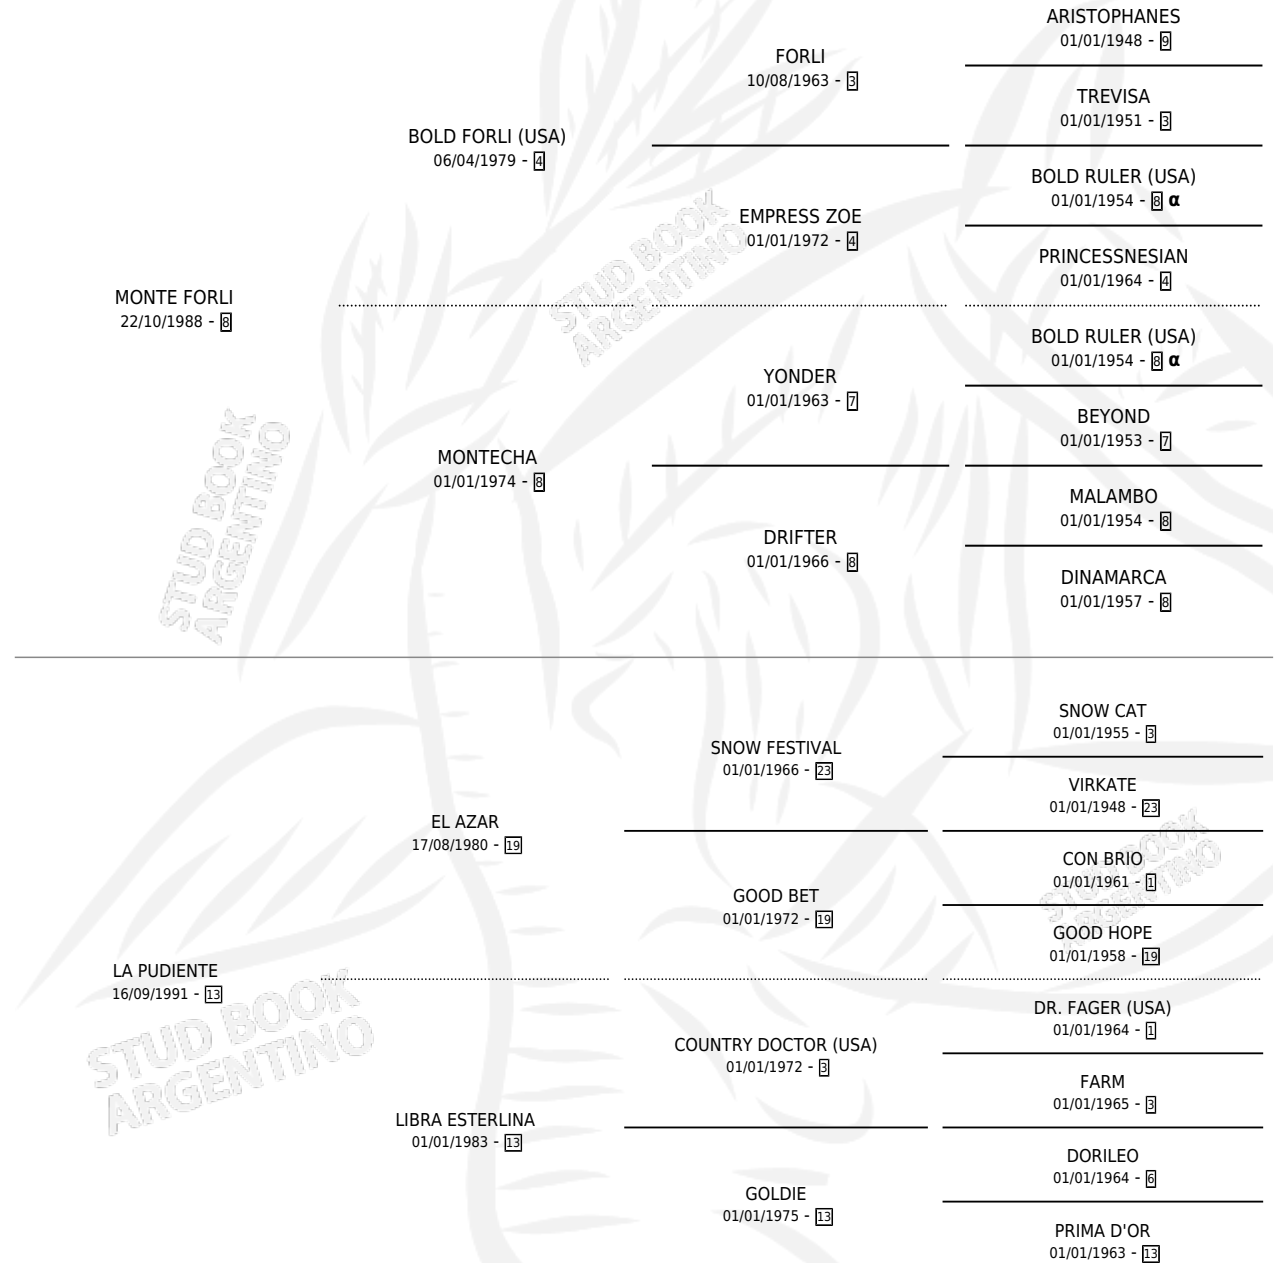 ARISTOPHANES
01/01/1948 - 9
FORLI
10/08/1963 - 3
TREVISA
01/01/1951 - 3
BOLD FORLI (USA)
06/04/1979 - 4
BOLD RULER (USA)
01/01/1954 - 8 α
EMPRESS ZOE
01/01/1972 - 4
PRINCESSNESIAN
01/01/1964 - 4
MONTE FORLI
22/10/1988 - 8
BOLD RULER (USA)
01/01/1954 - 8 α
YONDER
01/01/1963 - 7
BEYOND
01/01/1953 - 7
MONTECHA
01/01/1974 - 8
MALAMBO
01/01/1954 - 8
DRIFTER
01/01/1966 - 8
DINAMARCA
01/01/1957 - 8
SNOW CAT
01/01/1955 - 3
SNOW FESTIVAL
01/01/1966 - 23
VIRKATE
01/01/1948 - 23
EL AZAR
17/08/1980 - 19
CON BRIO
01/01/1961 - 1
GOOD BET
01/01/1972 - 19
GOOD HOPE
01/01/1958 - 19
LA PUDIENTE
16/09/1991 - 13
DR. FAGER (USA)
01/01/1964 - 1
COUNTRY DOCTOR (USA)
01/01/1972 - 3
FARM
01/01/1965 - 3
LIBRA ESTERLINA
01/01/1983 - 13
DORILEO
01/01/1964 - 6
GOLDIE
01/01/1975 - 13
PRIMA D'OR
01/01/1963 - 13
STUD BOOK
ARGENTINO
STUD BOOK
ARGENTINO
STUD BOOK
ARGENTINO
STUD BOOK
ARGENTINO